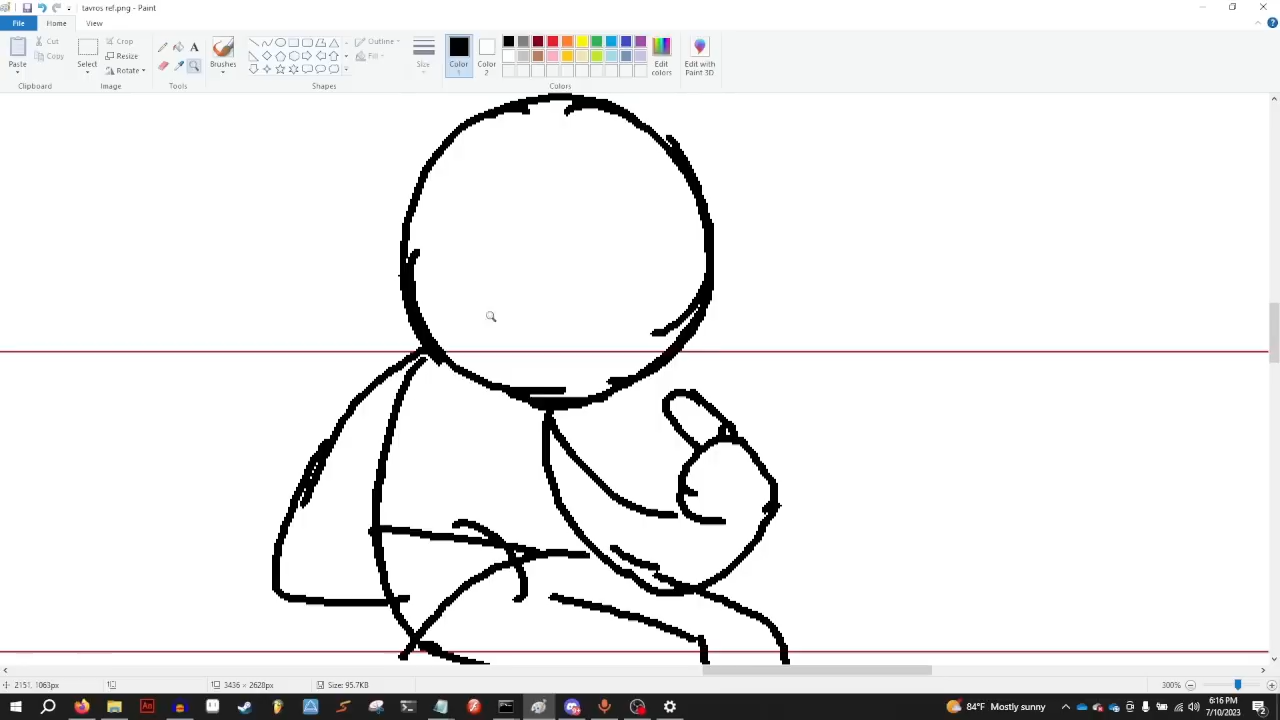 tavros ref.png - Paint
File Home View
Paste
Cut
Copy
Clipboard
Select
Crop
Resize
Rotate
Image
A
Tools
Brushes
Outline
Fill
Shapes
Size
Color 1
Color 2
Edit colors
Colors
Edit with Paint 3D
2151, 1063px
3436 × 2628px
Size: 95.7KB
300%
An
84°F Mostly sunny
6:16 PM
7/10/2023